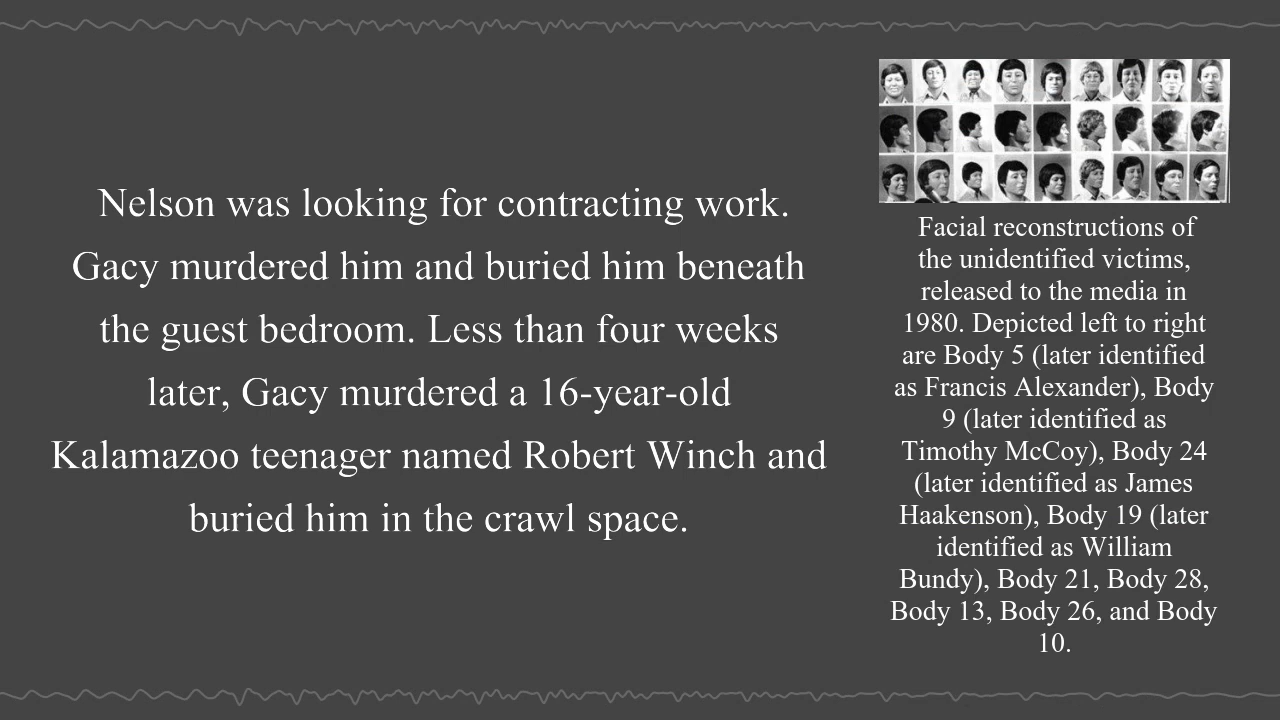 Nelson was looking for contracting work.
Gacy murdered him and buried him beneath
the guest bedroom. Less than four weeks
later, Gacy murdered a 16-year-old
Kalamazoo teenager named Robert Winch and
buried him in the crawl space.
Facial reconstructions of
the unidentified victims,
released to the media in
1980. Depicted left to right
are Body 5 (later identified
as Francis Alexander), Body
9 (later identified as
Timothy McCoy), Body 24
(later identified as James
Haakenson), Body 19 (later
identified as William
Bundy), Body 21, Body 28,
Body 13, Body 26, and Body
10.